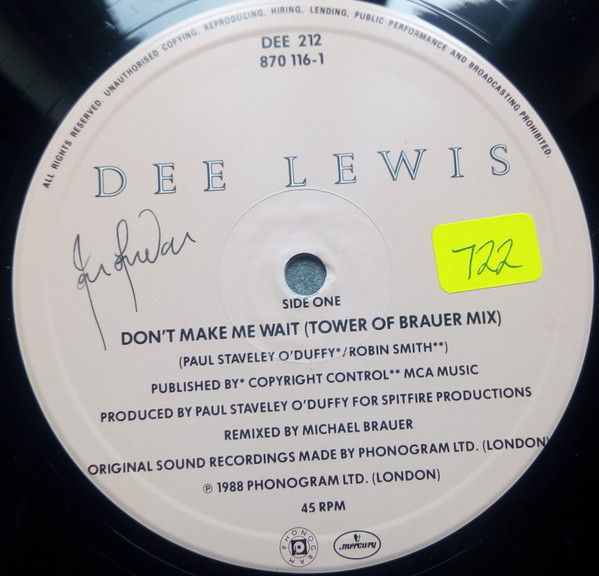 ALL RIGHTS RESERVED. UNAUTHORISED COPYING, REPRODUCING, HIRING, LENDING, PUBLIC PERFORMANCE AND BROADCASTING PROHIBITED.
DEE 212
870 116-1
DEE LEWIS
722
SIDE ONE
DON'T MAKE ME WAIT (TOWER OF BRAUER MIX)
(PAUL STAVELEY O'DUFFY*/ROBIN SMITH**)
PUBLISHED BY* COPYRIGHT CONTROL** MCA MUSIC
PRODUCED BY PAUL STAVELEY O'DUFFY FOR SPITFIRE PRODUCTIONS
REMIXED BY MICHAEL BRAUER
ORIGINAL SOUND RECORDINGS MADE BY PHONOGRAM LTD. (LONDON)
℗ 1988 PHONOGRAM LTD. (LONDON)
45 RPM
PHONOGRAM
mercury